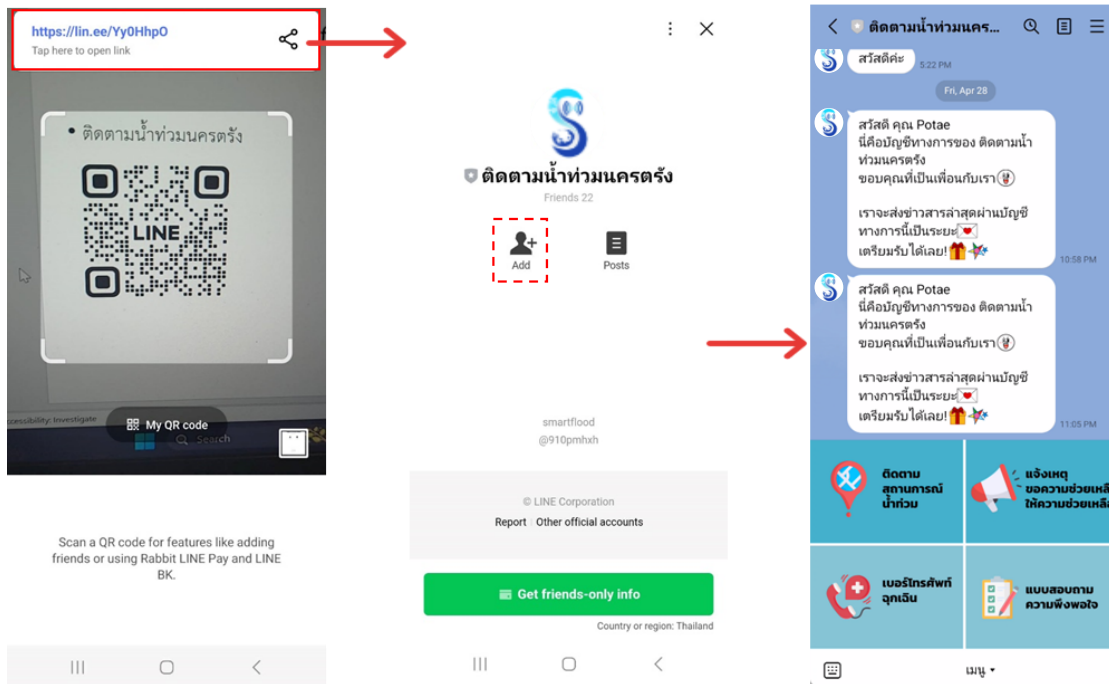 https://lin.ee/Yy0HhpO
Tap here to open link
• ติดตามน้ำท่วมนครตรัง
LINE
ccessibility: Investigate
My QR code
Search
Scan a QR code for features like adding
friends or using Rabbit LINE Pay and LINE
BK.
ติดตามน้ำท่วมนครตรัง
Friends 22
Add
Posts
smartflood
@910pmhxh
© LINE Corporation
Report
Other official accounts
Get friends-only info
Country or region: Thailand
ติดตามน้ำท่วมนคร...
สวัสดีค่ะ
5:22 PM
Fri, Apr 28
สวัสดี คุณ Potae
นี่คือบัญชีทางการของ ติดตามน้ำ
ท่วมนครตรัง
ขอบคุณที่เป็นเพื่อนกับเรา
เราจะส่งข่าวสารล่าสุดผ่านบัญชี
ทางการนี้เป็นระยะ
เตรียมรับได้เลย!
10:58 PM
สวัสดี คุณ Potae
นี่คือบัญชีทางการของ ติดตามน้ำ
ท่วมนครตรัง
ขอบคุณที่เป็นเพื่อนกับเรา
เราจะส่งข่าวสารล่าสุดผ่านบัญชี
ทางการนี้เป็นระยะ
เตรียมรับได้เลย!
11:05 PM
ติดตาม
สถานการณ์
น้ำท่วม
แจ้งเหตุ
ขอความช่วยเหลื
ให้ความช่วยเหลื
เบอร์โทรศัพท์
ฉุกเฉิน
แบบสอบถาม
ความพึงพอใจ
เมนู